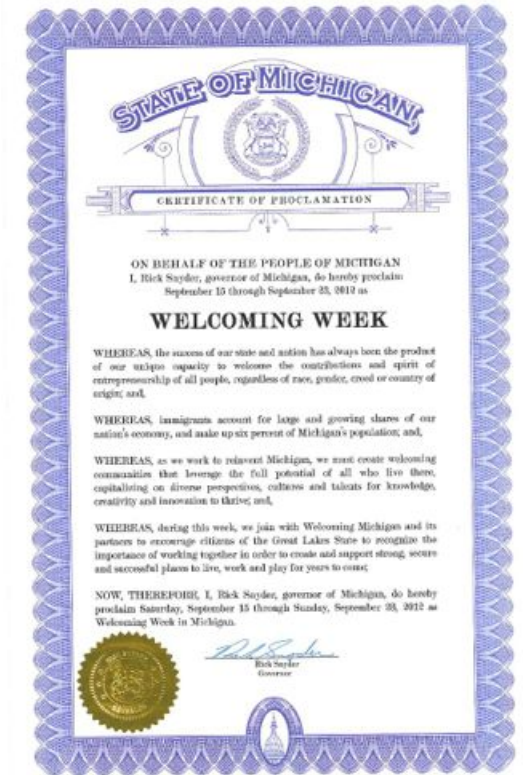 STATE OF MICHIGAN
CERTIFICATE OF PROCLAMATION
ON BEHALF OF THE PEOPLE OF MICHIGAN
I, Rick Snyder, governor of Michigan, do hereby proclaim
September 15 through September 23, 2012 as
WELCOMING WEEK
WHEREAS, the success of our state and nation has always been the product
of our unique capacity to welcome the contributions and spirit of
entrepreneurship of all people, regardless of race, gender, creed or country of
origin; and,
WHEREAS, immigrants account for large and growing shares of our
nation's economy, and make up six percent of Michigan's population; and,
WHEREAS, as we work to reinvent Michigan, we must create welcoming
communities that leverage the full potential of all who live there,
capitalizing on diverse perspectives, cultures and talents for knowledge,
creativity and innovation to thrive; and,
WHEREAS, during this week, we join with Welcoming Michigan and its
partners to encourage citizens of the Great Lakes State to recognize the
importance of working together in order to create and support strong, secure
and successful places to live, work and play for years to come;
NOW, THEREFORE, I, Rick Snyder, governor of Michigan, do hereby
proclaim Saturday, September 15 through Sunday, September 23, 2012 as
Welcoming Week in Michigan.
Rick Snyder
Rick Snyder
Governor